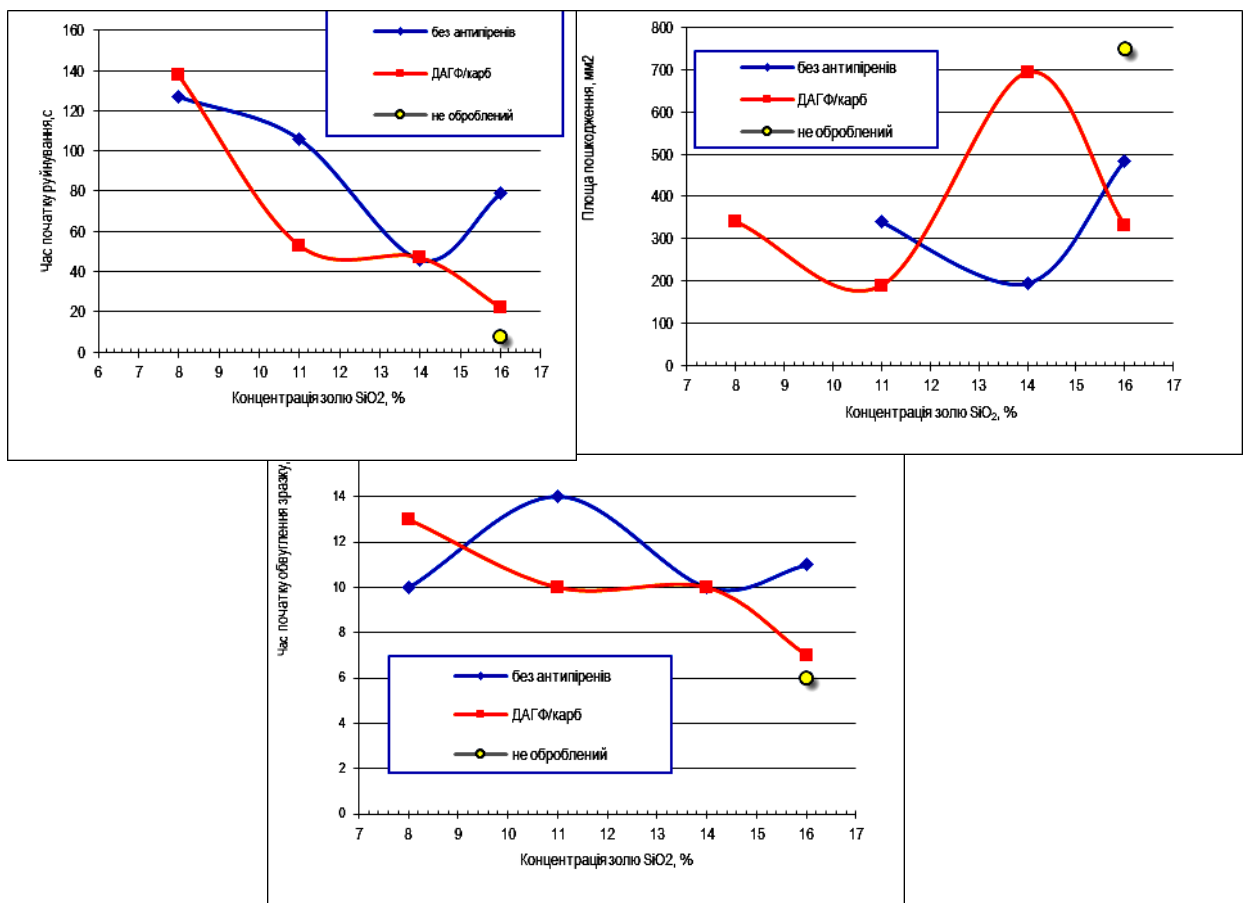 без антипіренів
ДАГФ/карб
не оброблений
Час початку руйнування,с
160
140
120
100
80
60
40
20
0
6 7 8 9 10 11 12 13 14 15 16 17
Концентрація золю SiO2, %
без антипіренів
ДАГФ/карб
не оброблений
Площа пошкодження, мм2
800
700
600
500
400
300
200
100
0
7 8 9 10 11 12 13 14 15 16 17
Концентрація золю SiO₂, %
Час початку обвуглення зразку,
14
12
10
8
6
4
2
0
без антипіренів
ДАГФ/карб
не оброблений
7 8 9 10 11 12 13 14 15 16 17
Концентрація золю SiO2, %